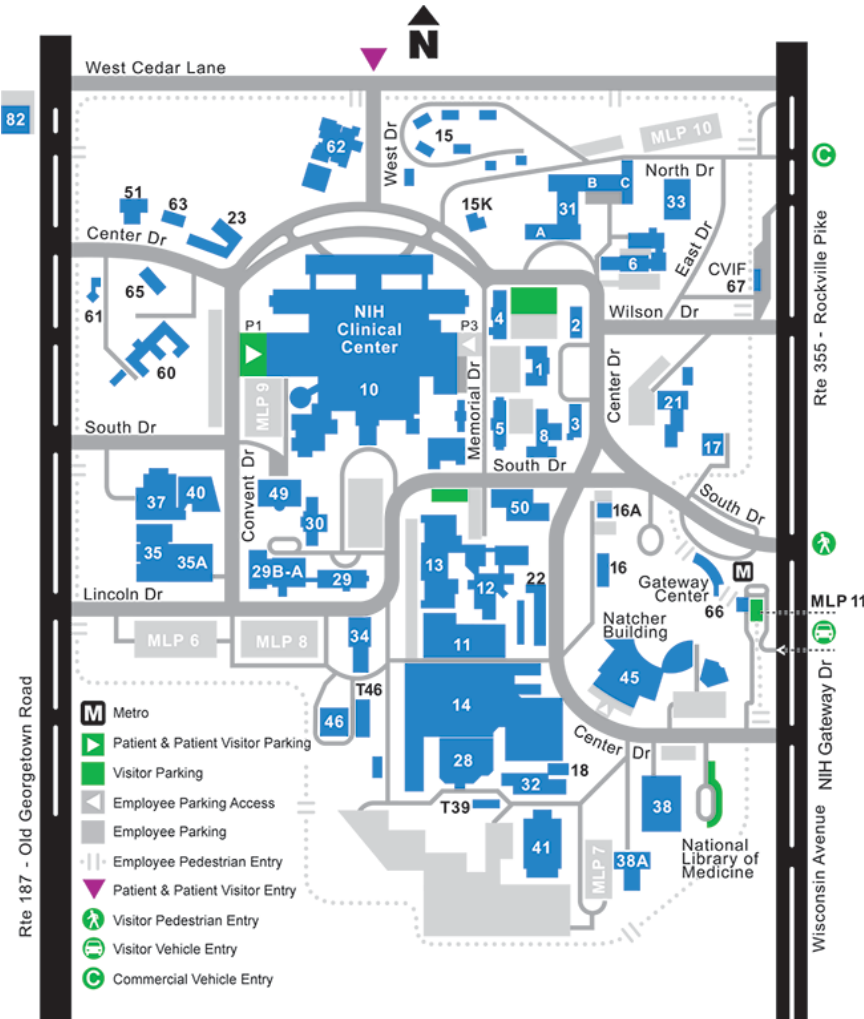 N
West Cedar Lane
82
62
West Dr
15
MLP 10
C
B
C
North Dr
51
63
23
15K
31
33
A
Center Dr
6
East Dr
CVIF
67
65
61
NIH
Clinical
Center
P1
P3
4
2
Wilson Dr
Rte 355 - Rockville Pike
60
10
1
Center Dr
MLP 9
Memorial Dr
21
South Dr
5
8
3
17
Convent Dr
South Dr
37
40
49
50
16A
South Dr
30
35
35A
13
16
Gateway
Center
M
29B-A
29
12
22
66
MLP 11
Lincoln Dr
Natcher
Building
MLP 6
MLP 8
34
11
45
T46
46
14
NIH Gateway Dr
Center Dr
28
18
32
T39
38
National
Library of
Medicine
41
MLP 7
38A
Rte 187 - Old Georgetown Road
Wisconsin Avenue
M Metro
Patient & Patient Visitor Parking
Visitor Parking
Employee Parking Access
Employee Parking
Employee Pedestrian Entry
Patient & Patient Visitor Entry
Visitor Pedestrian Entry
Visitor Vehicle Entry
C Commercial Vehicle Entry